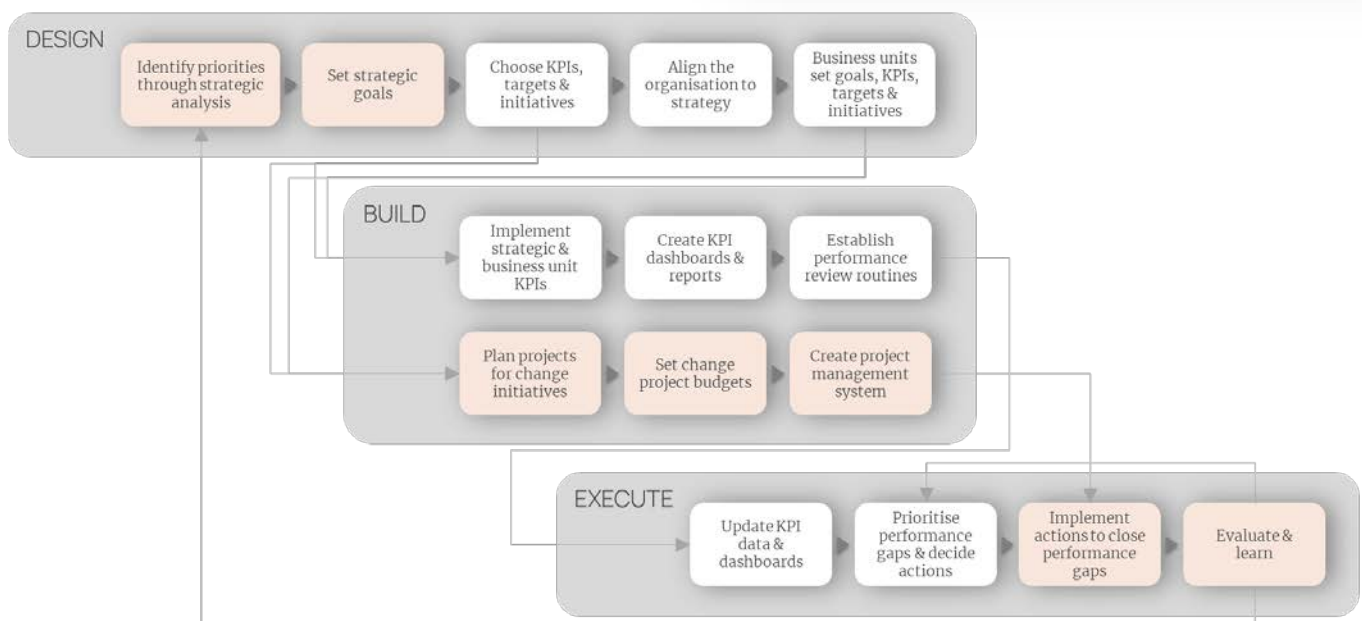 DESIGN
Identify priorities
through strategic
analysis
Set strategic
goals
Choose KPIs,
targets &
initiatives
Align the
organisation to
strategy
Business units
set goals, KPIs,
targets &
initiatives
BUILD
Implement
strategic &
business unit
KPIs
Create KPI
dashboards &
reports
Establish
performance
review routines
Plan projects
for change
initiatives
Set change
project budgets
Create project
management
system
EXECUTE
Update KPI
data &
dashboards
Prioritise
performance
gaps & decide
actions
Implement
actions to close
performance
gaps
Evaluate &
learn